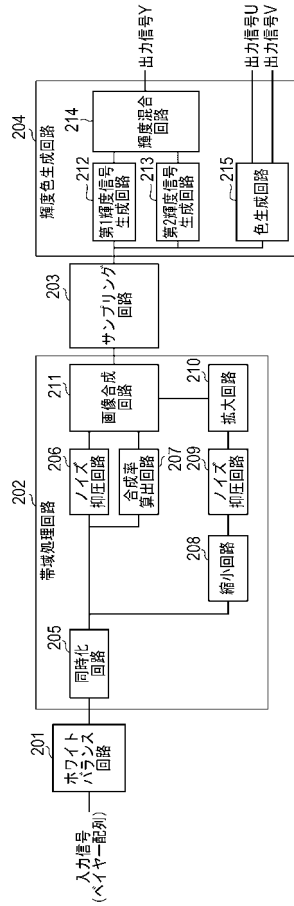 入力信号
(ベイヤー配列)
201
ホワイト
バランス
回路
202
帯域処理回路
205
同時化
回路
206
ノイズ
抑圧回路
合成率
算出回路
207
208
縮小回路
209
ノイズ
抑圧回路
210
拡大回路
211
画像合成
回路
203
サンプリング
回路
204
輝度色生成回路
212
第1輝度信号
生成回路
213
第2輝度信号
生成回路
214
輝度混合
回路
215
色生成回路
出力信号Y
出力信号U
出力信号V